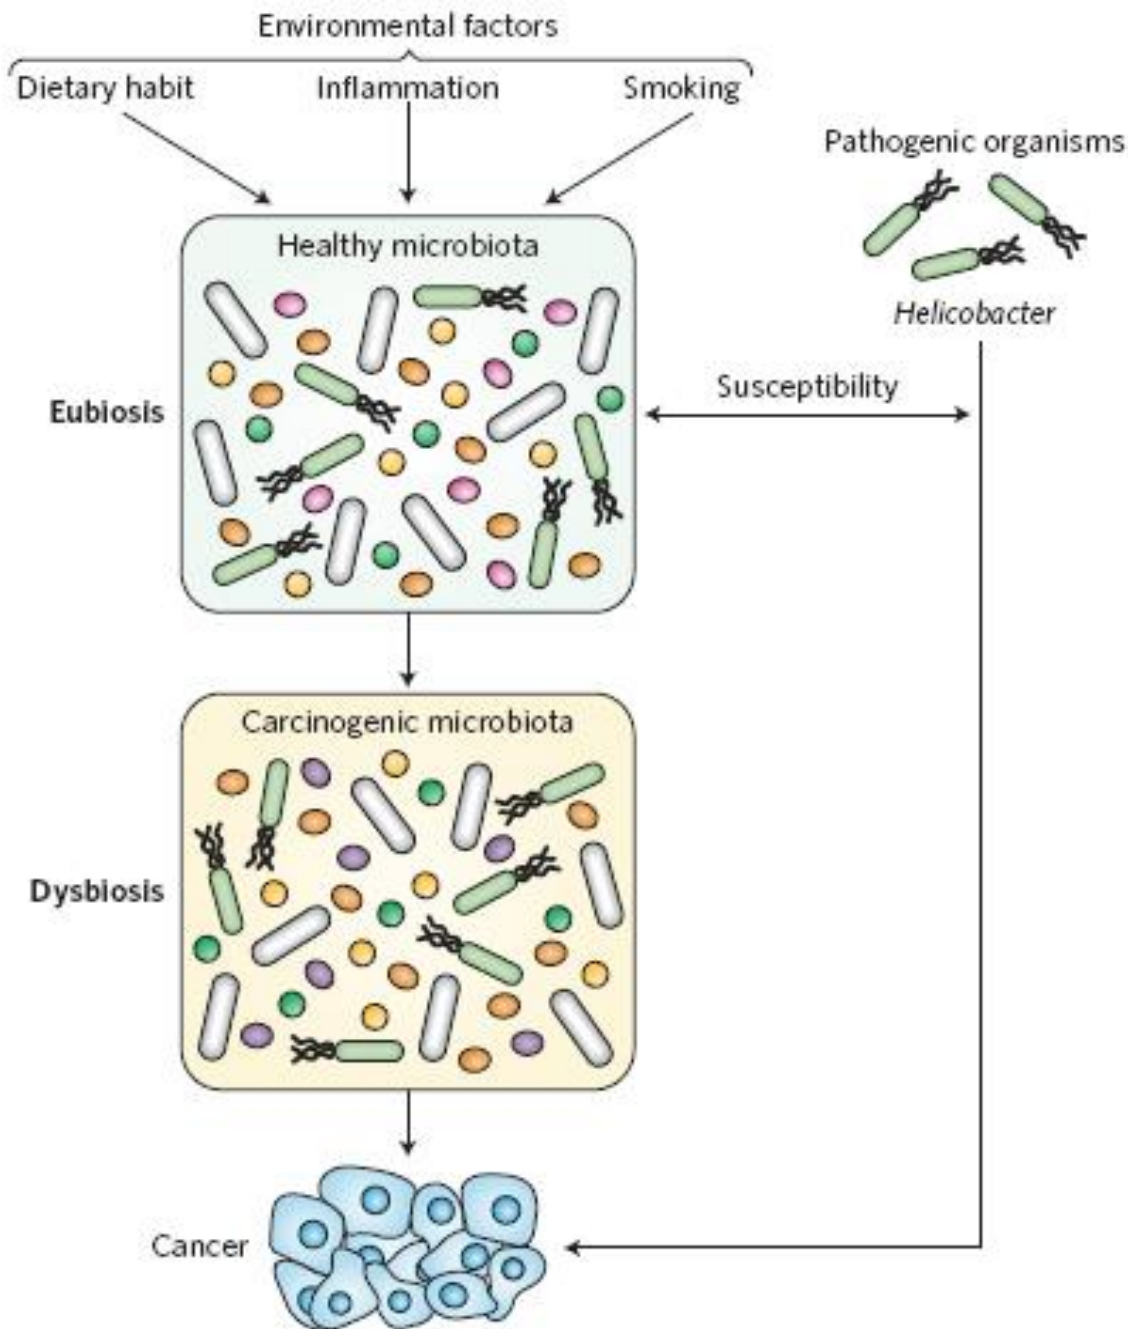 Environmental factors
Dietary habit Inflammation Smoking
Pathogenic organisms
Helicobacter
Healthy microbiota
Eubiosis
Susceptibility
Carcinogenic microbiota
Dysbiosis
Cancer